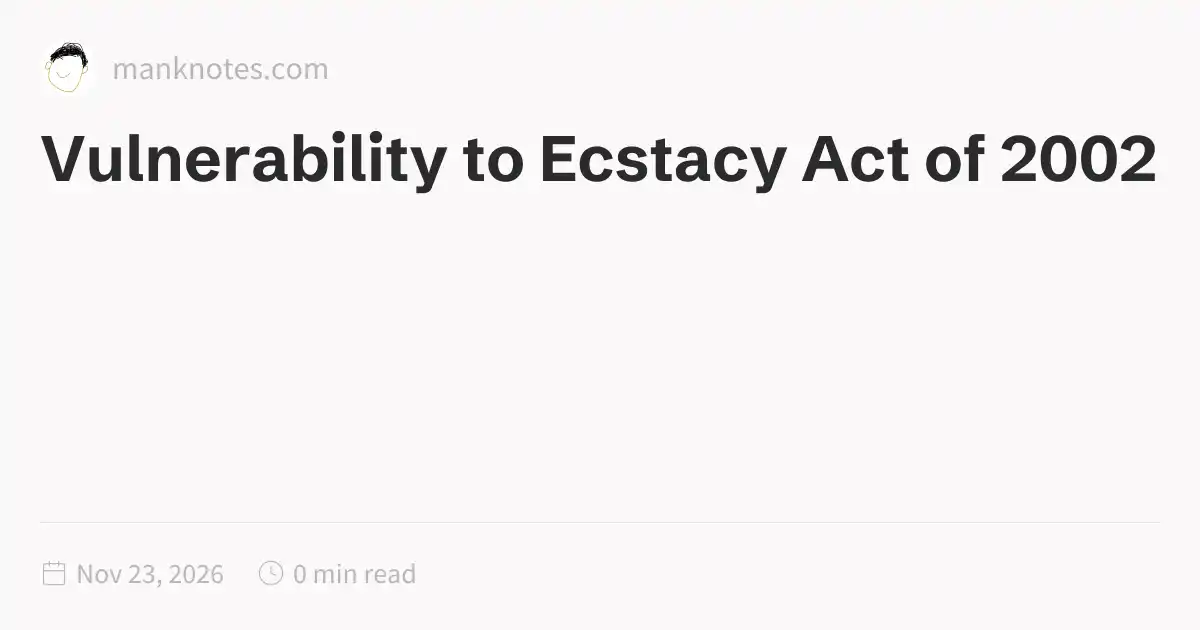 manknotes.com
Vulnerability to Ecstacy Act of 2002
Nov 23, 2026 0 min read